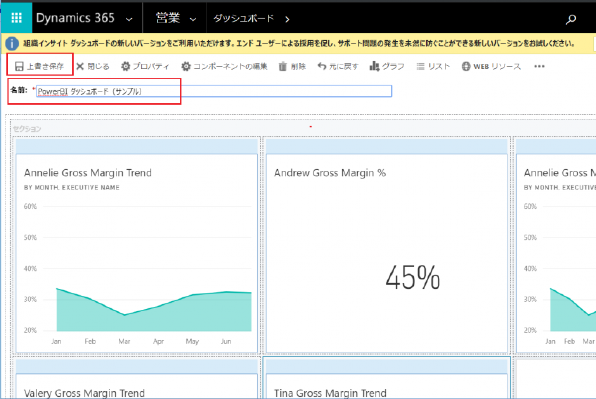 Dynamics 365 営業 ダッシュボード
組織インサイト ダッシュボードの新しいバージョンをご利用いただけます。エンド ユーザーによる採用を促し、サポート問題の発生を未然に防ぐことができる新しいバージョンをお試しください。
上書き保存 閉じる プロパティ コンポーネントの編集 削除 元に戻す グラフ リスト WEB リソース
名前: *PowerBI ダッシュボード (サンプル)
セクション
Annelie Gross Margin Trend
BY MONTH, EXECUTIVE NAME
60%
50%
40%
30%
20%
Jan Feb Mar Apr May Jun
Andrew Gross Margin %
45%
Annelie Gross Ma
BY MONTH, EXECUTIVE
60%
50%
40%
30%
20%
Jan Feb Mar
Valery Gross Margin Trend
Tina Gross Margin Trend